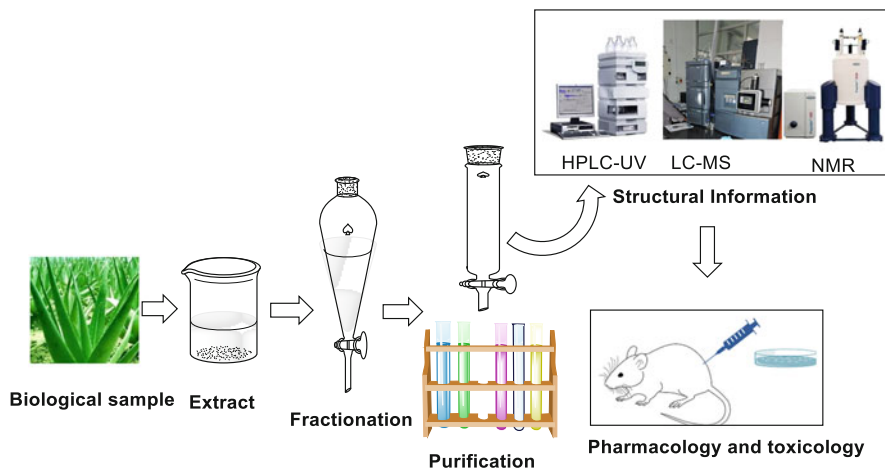 HPLC-UV
LC-MS
NMR
Structural Information
Biological sample
Extract
Fractionation
Purification
Pharmacology and toxicology